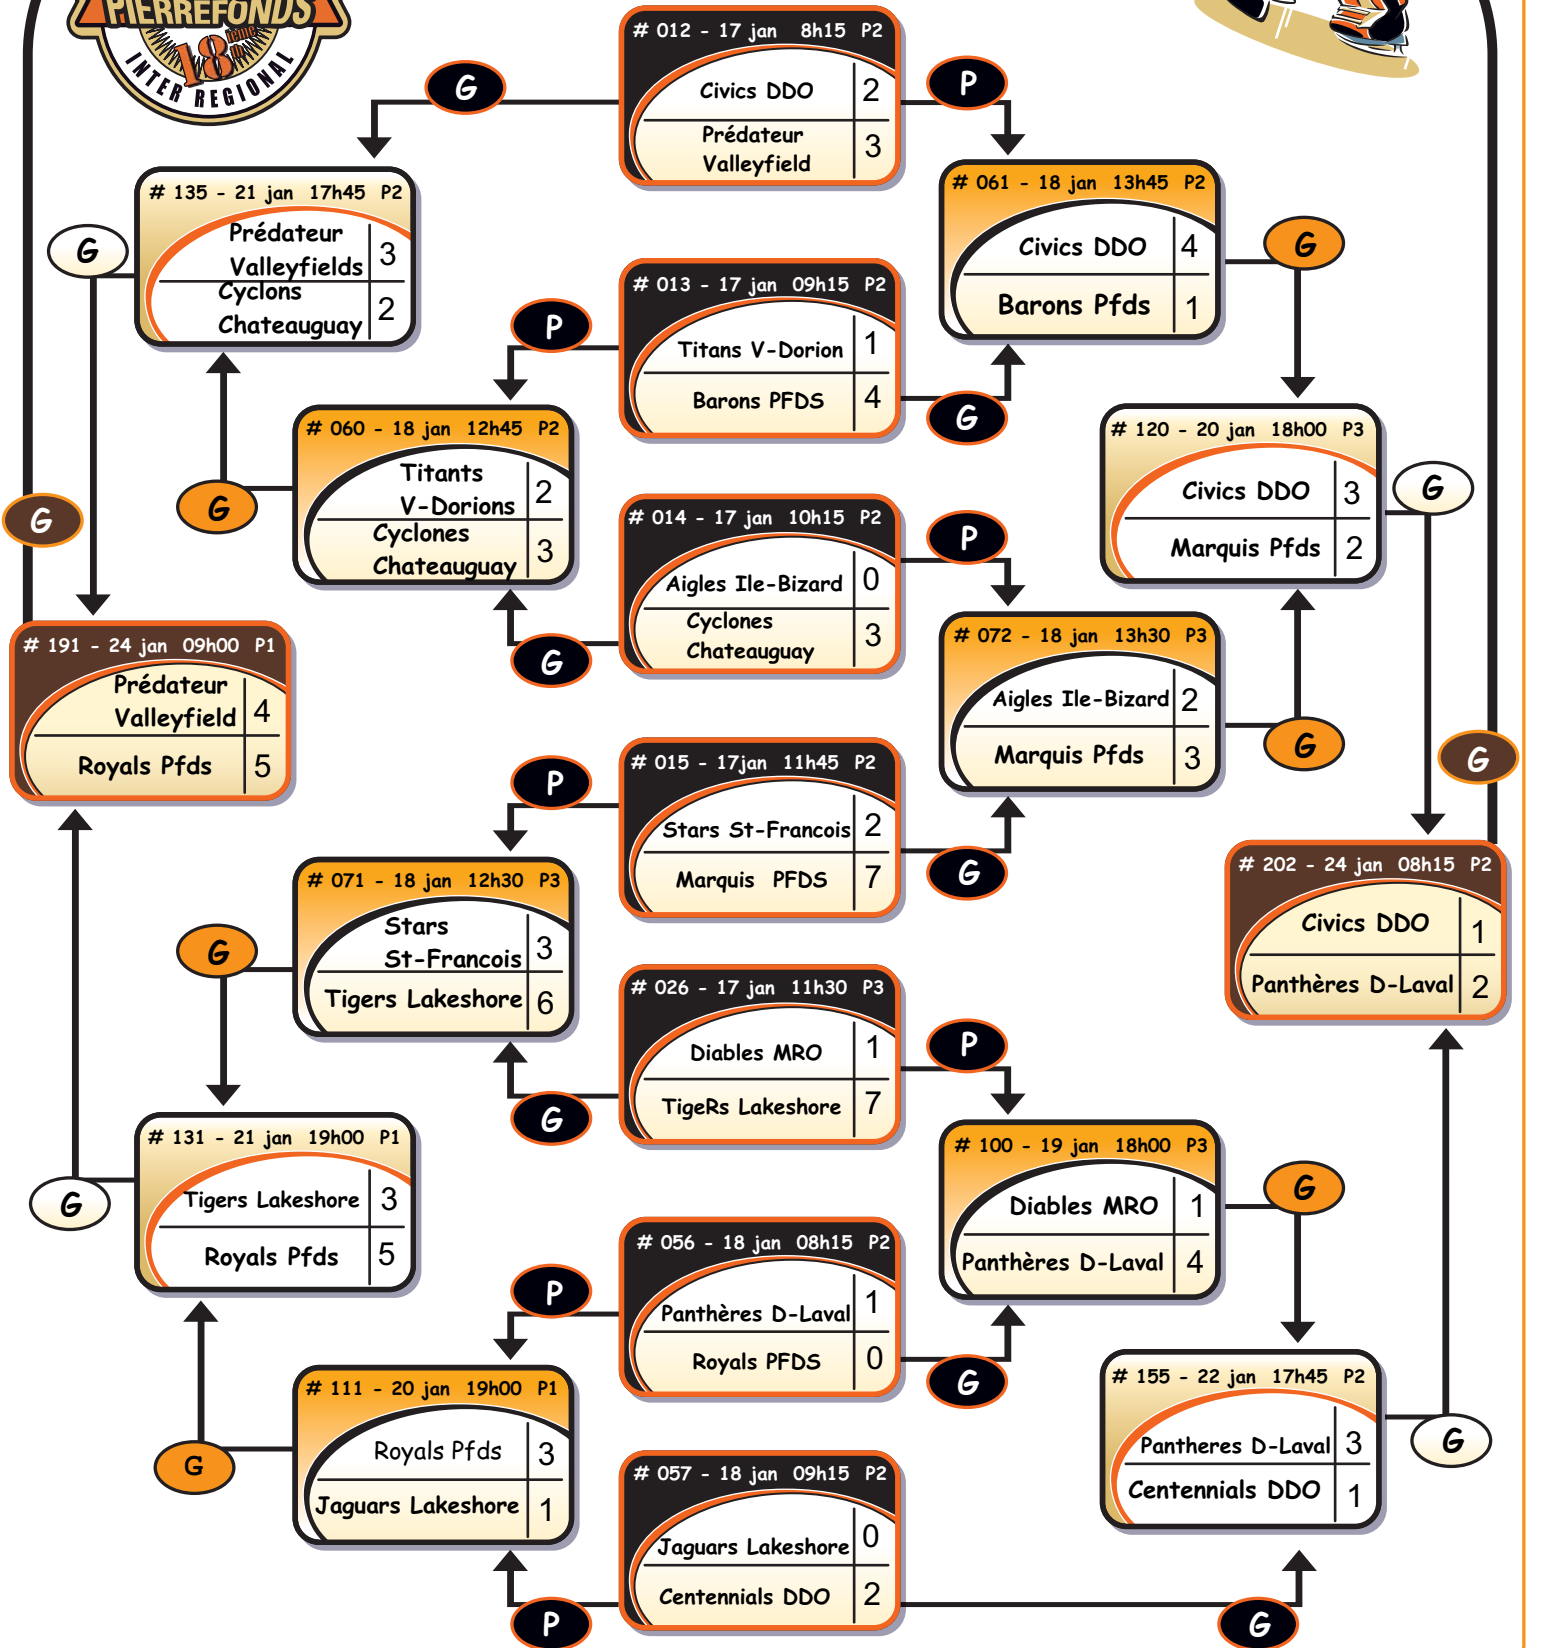 PIERREFONDS
18ième
th
INTER REGIONAL
# 012 - 17 jan 8h15 P2
Civics DDO 2
Prédateur
Valleyfield 3
G
P
# 135 - 21 jan 17h45 P2
Prédateur
Valleyfields 3
Cyclons
Chateauguay 2
G
# 061 - 18 jan 13h45 P2
Civics DDO 4
Barons Pfds 1
G
# 013 - 17 jan 09h15 P2
Titans V-Dorion 1
Barons PFDS 4
P
G
# 060 - 18 jan 12h45 P2
Titants
V-Dorions 2
Cyclones
Chateauguay 3
G
G
# 120 - 20 jan 18h00 P3
Civics DDO 3
Marquis Pfds 2
G
# 014 - 17 jan 10h15 P2
Aigles Ile-Bizard 0
Cyclones
Chateauguay 3
P
G
# 191 - 24 jan 09h00 P1
Prédateur
Valleyfield 4
Royals Pfds 5
# 072 - 18 jan 13h30 P3
Aigles Ile-Bizard 2
Marquis Pfds 3
G
G
# 015 - 17jan 11h45 P2
Stars St-Francois 2
Marquis PFDS 7
P
G
# 071 - 18 jan 12h30 P3
Stars
St-Francois 3
Tigers Lakeshore 6
G
# 202 - 24 jan 08h15 P2
Civics DDO 1
Panthères D-Laval 2
# 026 - 17 jan 11h30 P3
Diables MRO 1
TigeRs Lakeshore 7
P
G
# 131 - 21 jan 19h00 P1
Tigers Lakeshore 3
Royals Pfds 5
G
# 100 - 19 jan 18h00 P3
Diables MRO 1
Panthères D-Laval 4
G
# 056 - 18 jan 08h15 P2
Panthères D-Laval 1
Royals PFDS 0
P
G
# 111 - 20 jan 19h00 P1
Royals Pfds 3
Jaguars Lakeshore 1
G
# 155 - 22 jan 17h45 P2
Pantheres D-Laval 3
Centennials DDO 1
G
# 057 - 18 jan 09h15 P2
Jaguars Lakeshore 0
Centennials DDO 2
P
G